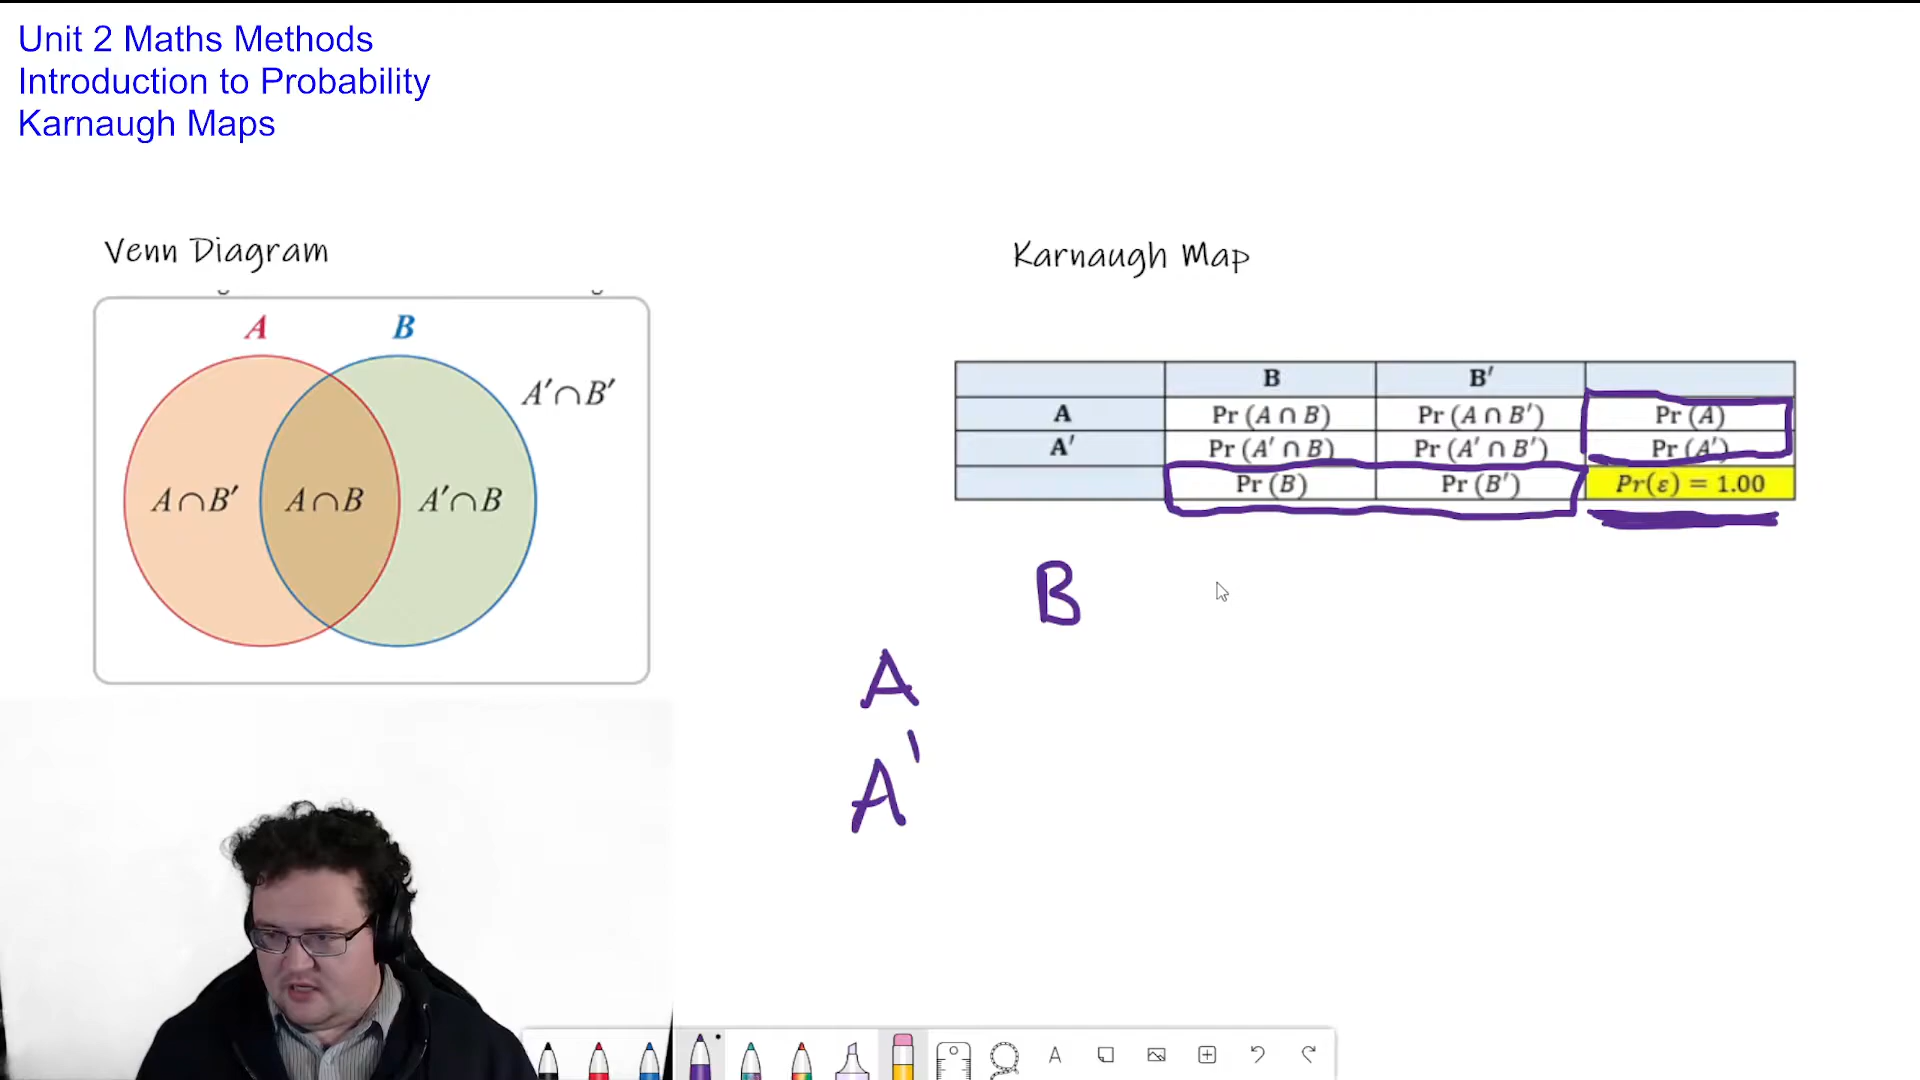 Unit 2 Maths Methods
Introduction to Probability
Karnaugh Maps
Venn Diagram
A B
A′∩B′
A∩B′ A∩B A′∩B
Karnaugh Map
B B′
A Pr (A ∩ B) Pr (A ∩ B′) Pr (A)
A′ Pr (A′ ∩ B) Pr (A′ ∩ B′) Pr (A′)
Pr (B) Pr (B′) Pr(ε) = 1.00
B
A
A'
A